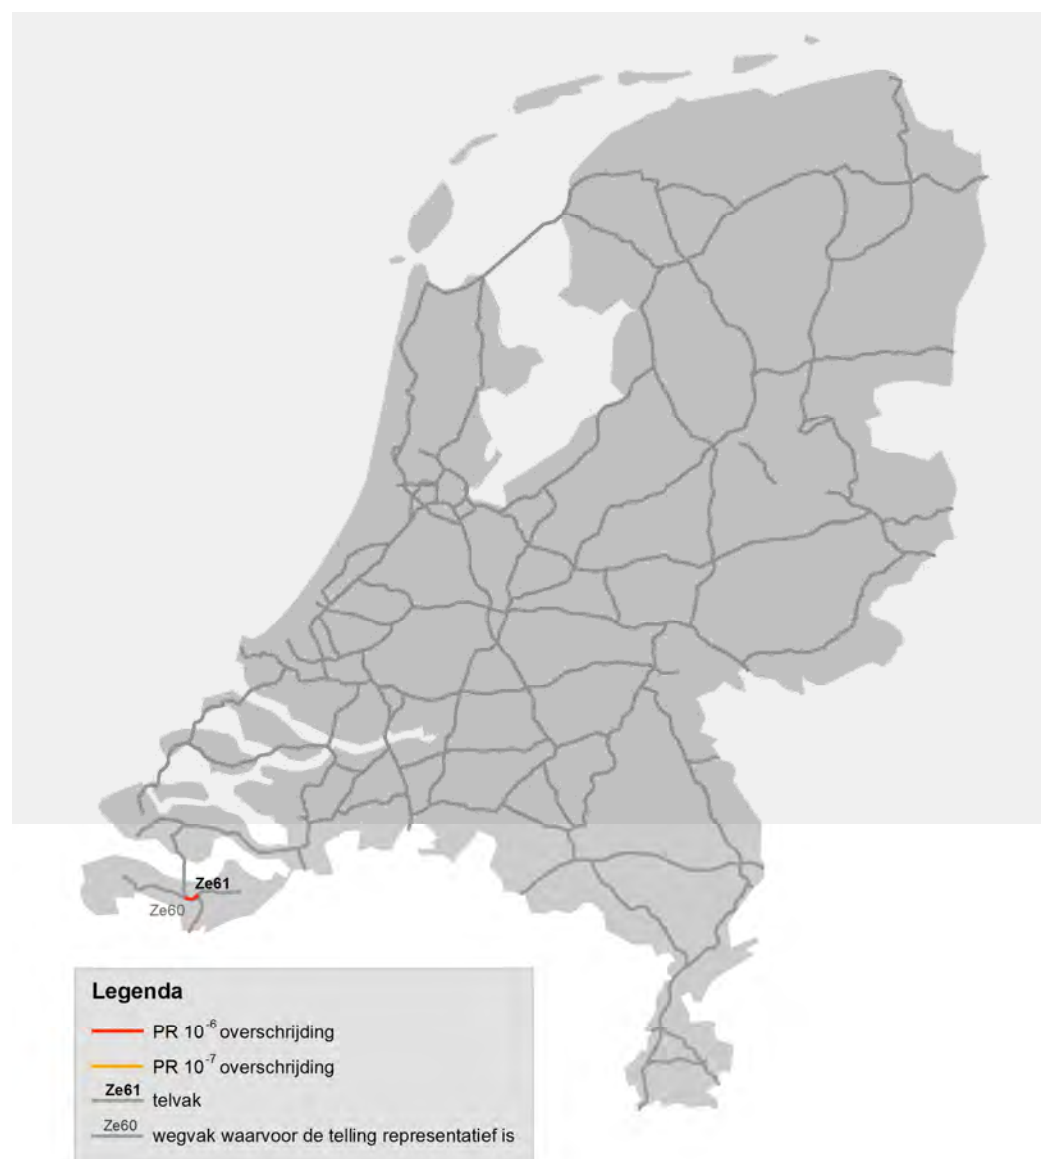 Ze61
Ze60
Legenda
PR 10-6 overschrijding
PR 10-7 overschrijding
Ze61 telvak
Ze60 wegvak waarvoor de telling representatief is